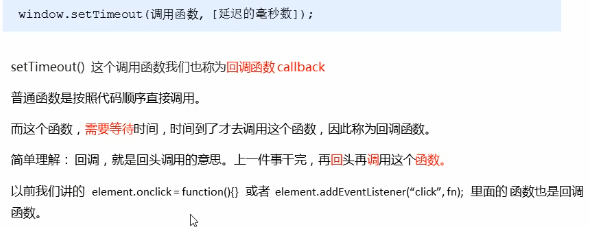 window.setTimeout(调用函数, [延迟的毫秒数]);
setTimeout() 这个调用函数我们也称为回调函数 callback
普通函数是按照代码顺序直接调用。
而这个函数，需要等待时间，时间到了才去调用这个函数，因此称为回调函数。
简单理解： 回调，就是回头调用的意思。上一件事干完，再回头再调用这个函数。
以前我们讲的 element.onclick = function(){} 或者 element.addEventListener(“click”, fn); 里面的 函数也是回调
函数。